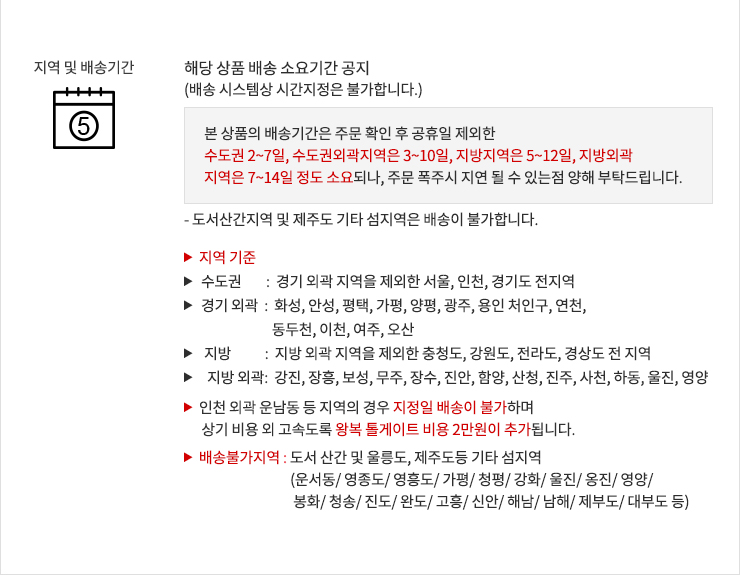 지역 및 배송기간
5
해당 상품 배송 소요기간 공지
(배송 시스템상 시간지정은 불가합니다.)
본 상품의 배송기간은 주문 확인 후 공휴일 제외한
수도권 2~7일, 수도권외곽지역은 3~10일, 지방지역은 5~12일, 지방외곽
지역은 7~14일 정도 소요되나, 주문 폭주시 지연 될 수 있는점 양해 부탁드립니다.
- 도서산간지역 및 제주도 기타 섬지역은 배송이 불가합니다.
▶ 지역 기준
▶ 수도권 : 경기 외곽 지역을 제외한 서울, 인천, 경기도 전지역
▶ 경기 외곽 : 화성, 안성, 평택, 가평, 양평, 광주, 용인 처인구, 연천,
동두천, 이천, 여주, 오산
▶ 지방 : 지방 외곽 지역을 제외한 충청도, 강원도, 전라도, 경상도 전 지역
▶ 지방 외곽: 강진, 장흥, 보성, 무주, 장수, 진안, 함양, 산청, 진주, 사천, 하동, 울진, 영양
▶ 인천 외곽 운남동 등 지역의 경우 지정일 배송이 불가하며
상기 비용 외 고속도록 왕복 톨게이트 비용 2만원이 추가됩니다.
▶ 배송불가지역 : 도서 산간 및 울릉도, 제주도등 기타 섬지역
(운서동/ 영종도/ 영흥도/ 가평/ 청평/ 강화/ 울진/ 옹진/ 영양/
봉화/ 청송/ 진도/ 완도/ 고흥/ 신안/ 해남/ 남해/ 제부도/ 대부도 등)